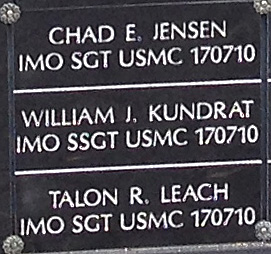 CHAD E. JENSEN
IMO SGT USMC 170710
WILLIAM J. KUNDRAT
IMO SSGT USMC 170710
TALON R. LEACH
IMO SGT USMC 170710